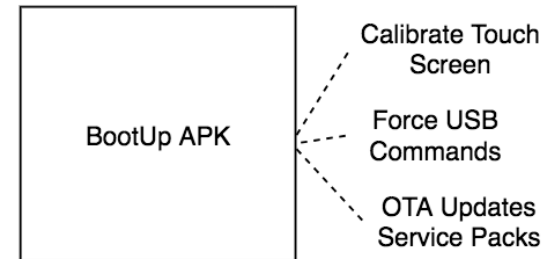 BootUp APK
Calibrate Touch
Screen
Force USB
Commands
OTA Updates
Service Packs